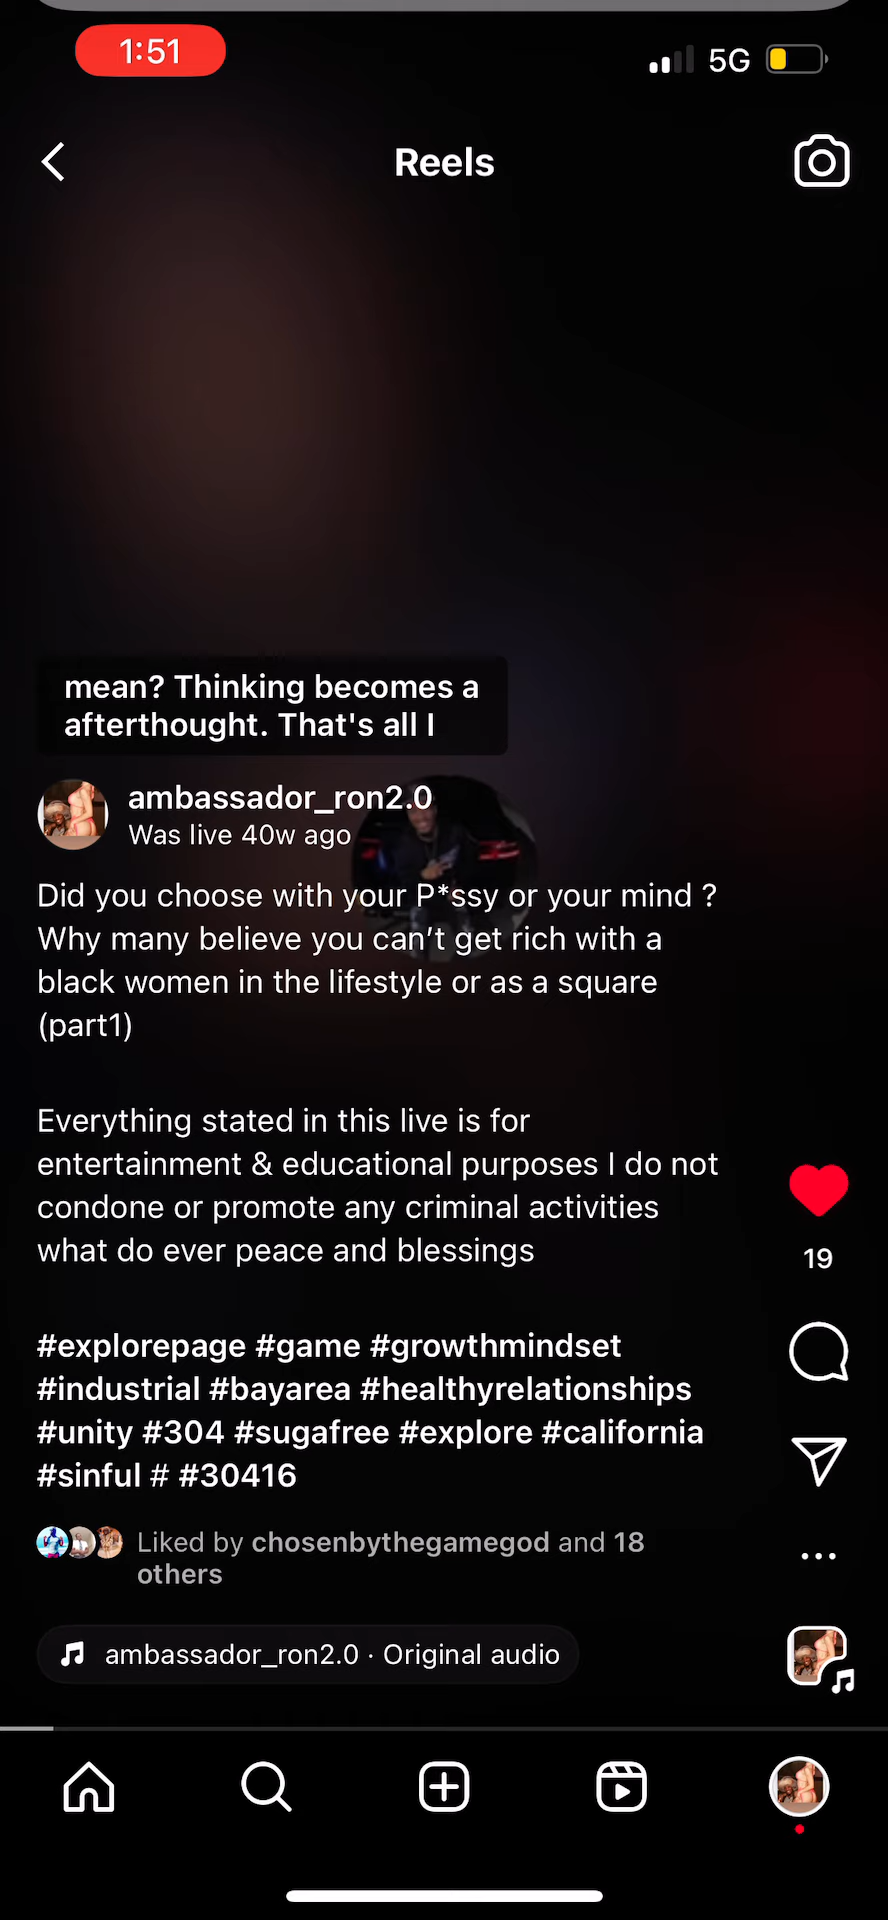 1:51
5G
Reels
mean? Thinking becomes a
afterthought. That's all I
ambassador_ron2.0
Was live 40w ago
Did you choose with your P*ssy or your mind ?
Why many believe you can’t get rich with a
black women in the lifestyle or as a square
(part1)
Everything stated in this live is for
entertainment & educational purposes I do not
condone or promote any criminal activities
what do ever peace and blessings
#explorepage #game #growthmindset
#industrial #bayarea #healthyrelationships
#unity #304 #sugafree #explore #california
#sinful # #30416
19
Liked by chosenbythegamegod and 18
others
ambassador_ron2.0 · Original audio